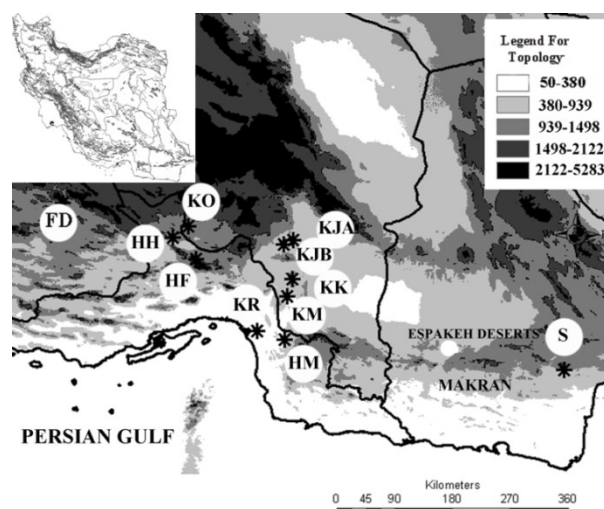 Legend For
Topology
50-380
380-939
939-1498
1498-2122
2122-5283
KO
FD
HH
KJA
KJB
HF
KK
KR
KM
ESPAKEH DESERTS
S
HM
MAKRAN
PERSIAN GULF
Kilometers
0 45 90 180 270 360